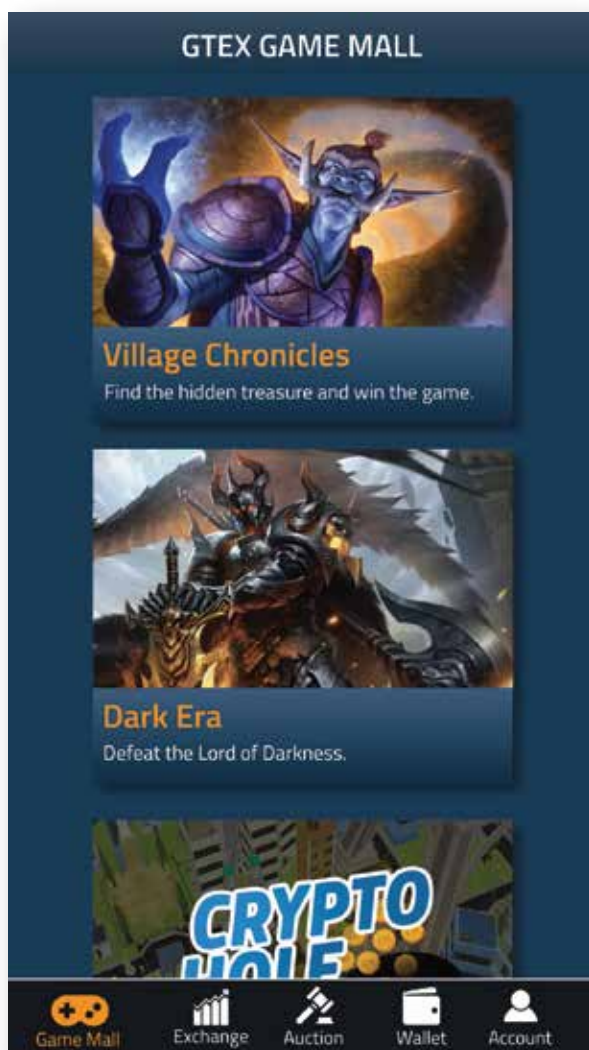 GTEX GAME MALL
Village Chronicles
Find the hidden treasure and win the game.
Dark Era
Defeat the Lord of Darkness.
CRYPTO
HOLE
Game Mall
Exchange
Auction
Wallet
Account